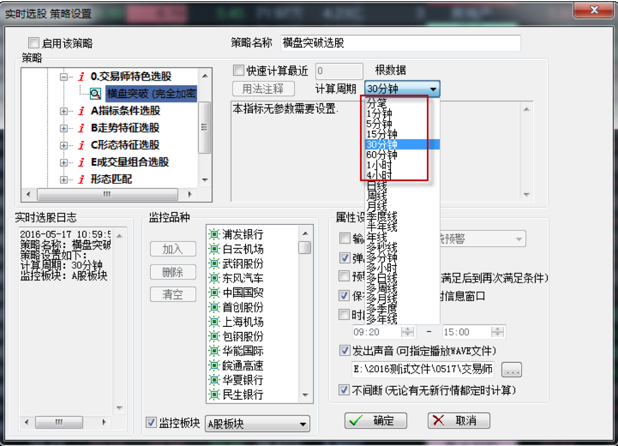 实时选股 策略设置
启用该策略
策略名称 横盘突破选股
策略
0.交易师特色选股
横盘突破 (完全加密
A指标条件选股
B走势特征选股
C形态特征选股
E成交量组合选股
形态匹配
快速计算最近 0 根数据
用法注释 计算周期 30分钟
本指标无参数需要设置.
分笔
1分钟
5分钟
15分钟
30分钟
60分钟
1小时
4小时
日线
周线
月线
季度线
半年线
年线
多秒线
多分钟
多小时
多日线
多周线
多月线
多季度
多年线
实时选股日志
2016-05-17 10:59:5
策略名称: 横盘突破
策略设置如下:
计算周期: 30分钟
监控板块: A股板块
监控品种
加入
删除
清空
浦发银行
白云机场
武钢股份
东风汽车
中国国贸
首创股份
上海机场
包钢股份
华能国际
皖通高速
华夏银行
民生银行
监控板块 A股板块
属性设
输 预警
弹
预 满足后到再次满足条件)
保 时信息窗口
时
09:20 - 15:00
发出声音(可指定播放WAVE文件)
E:\2016测试文件\0517\交易师 ...
不间断(无论有无新行情都定时计算)
确定 取消